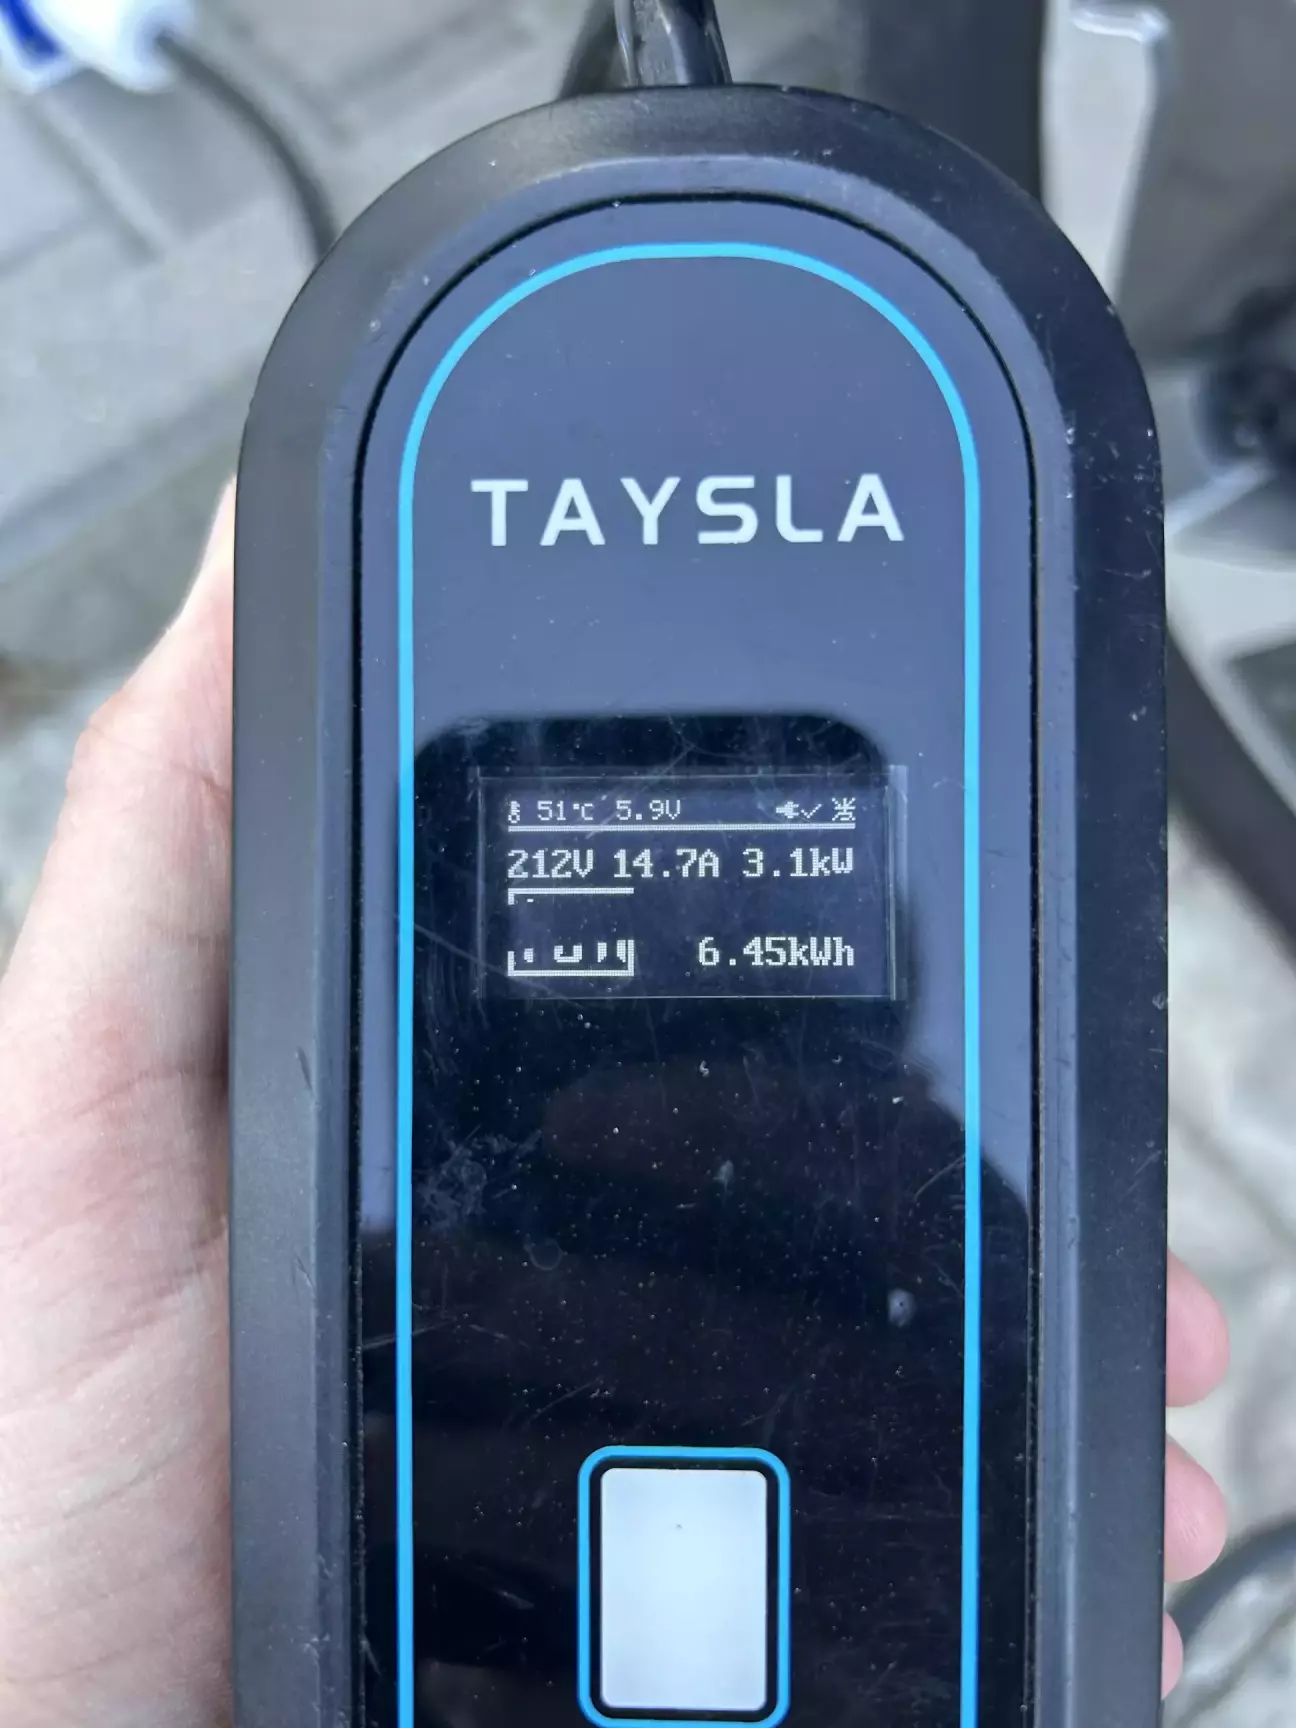 TAYSLA
51°C 5.9V
212V 14.7A 3.1kW
6.45kWh